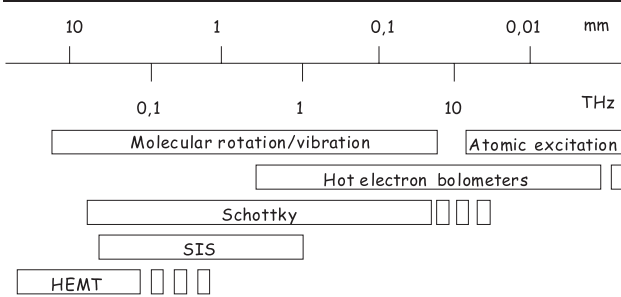 10 1 0,1 0,01 mm
0,1 1 10 THz
Molecular rotation/vibration Atomic excitation
Hot electron bolometers
Schottky
SIS
HEMT